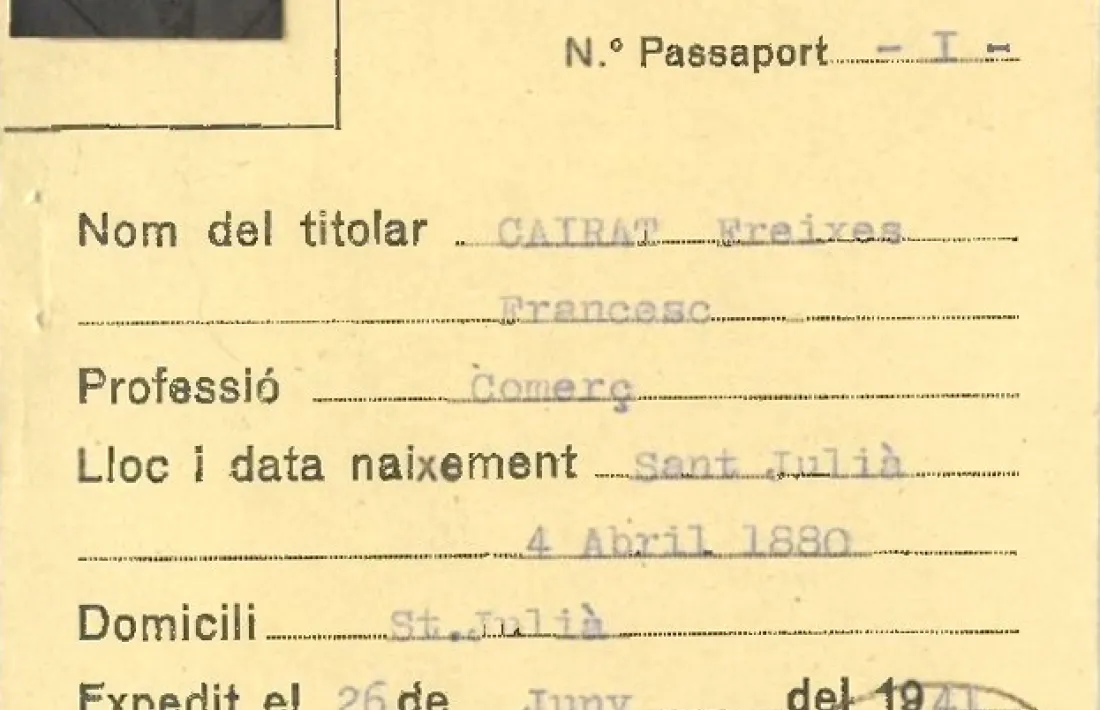 N.º Passaport - I -
Nom del titolar CAIRAT Freixes
Francesc
Professió Comerç
Lloc i data naixement Sant Julià
4 Abril 1880
Domicili St.Julià
Expedit el 26 de Juny del 1941